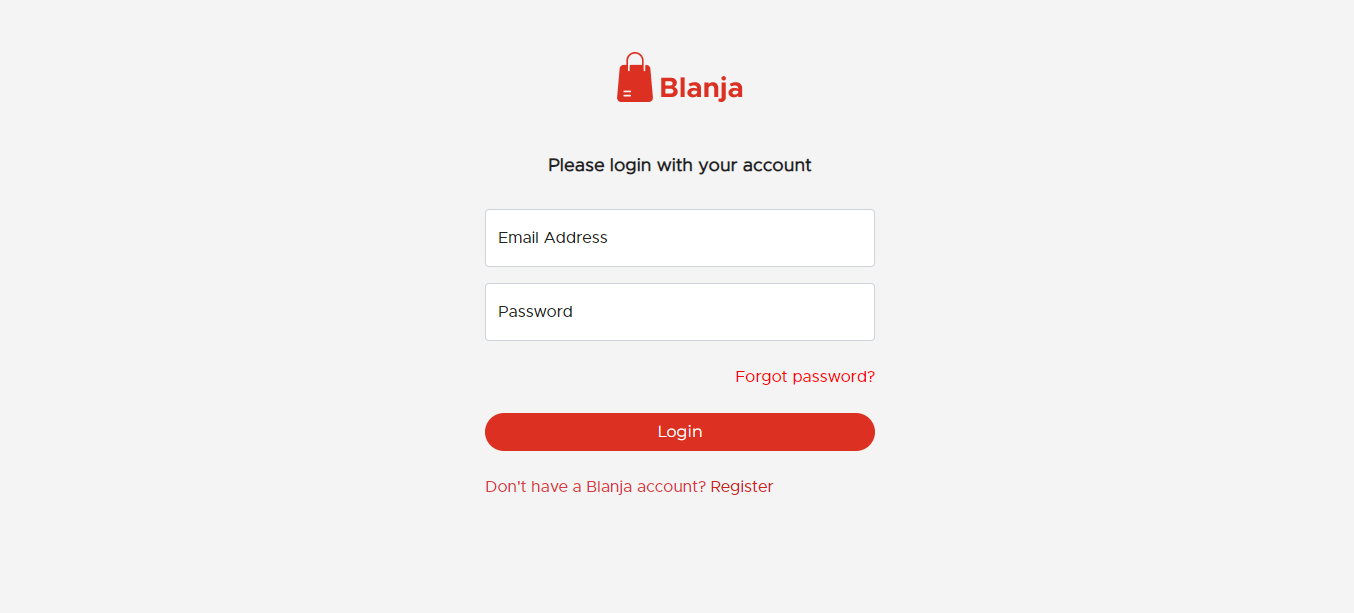 Blanja
Please login with your account
Email Address
Password
Forgot password?
Login
Don't have a Blanja account? Register